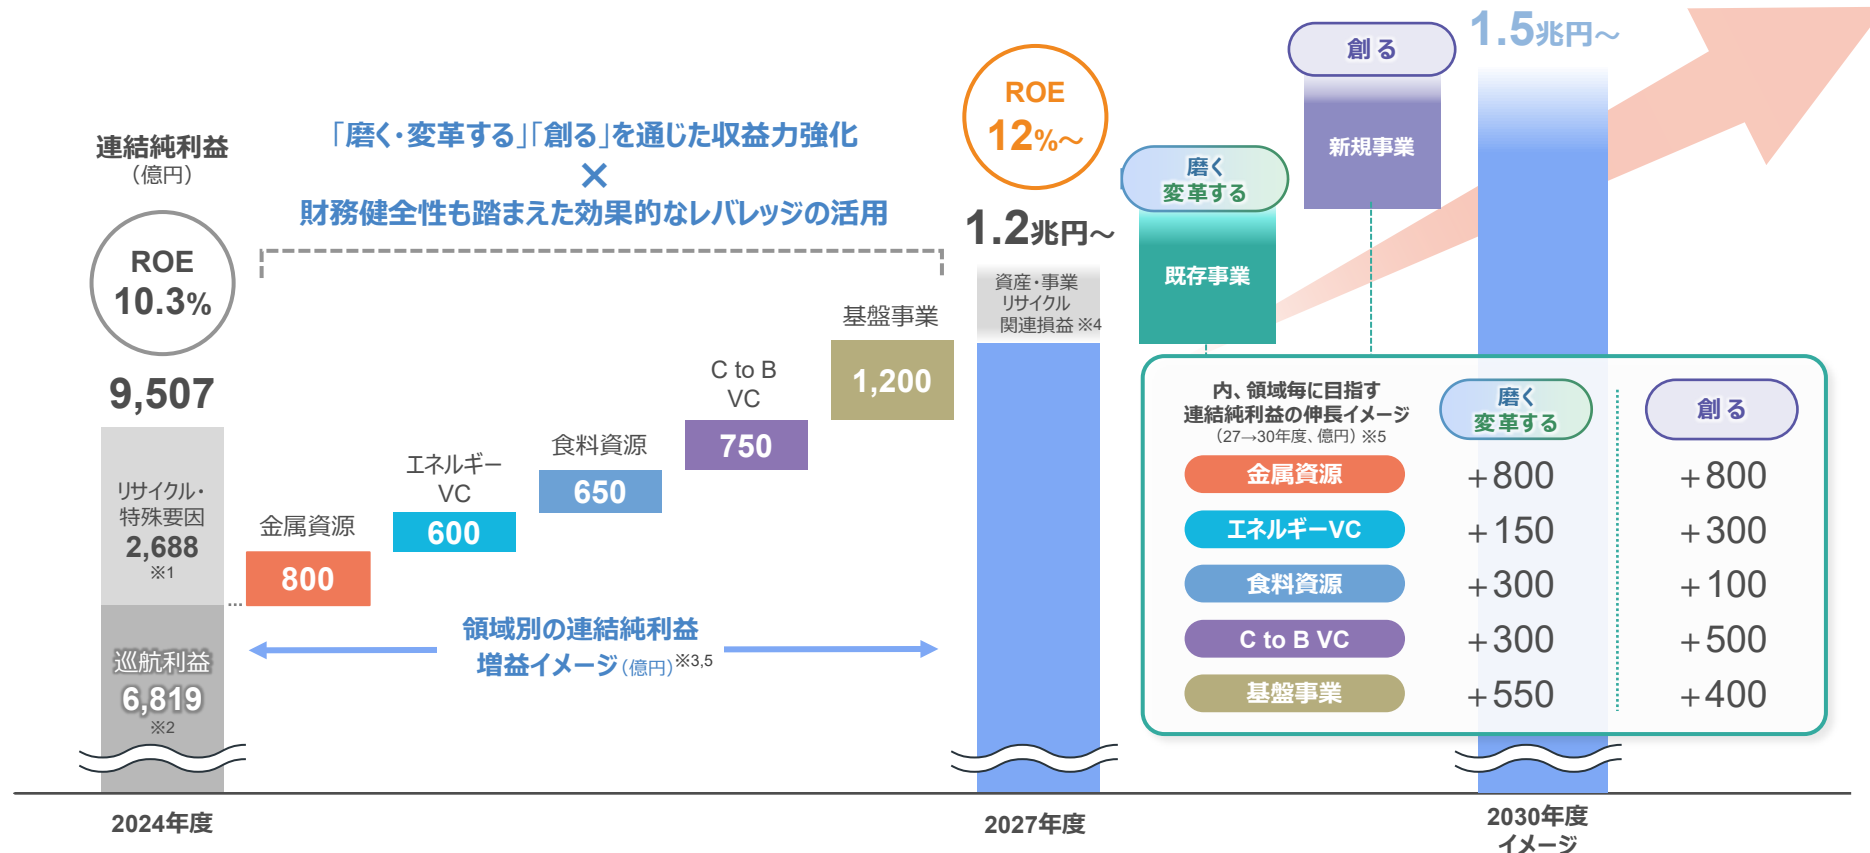 連結純利益
（億円）
ROE
10.3%
9,507
リサイクル・
特殊要因
2,688
※1
巡航利益
6,819
※2
「磨く・変革する」「創る」を通じた収益力強化
×
財務健全性も踏まえた効果的なレバレッジの活用
金属資源
800
エネルギー
VC
600
食料資源
650
C to B
VC
750
基盤事業
1,200
…
領域別の連結純利益
増益イメージ（億円）※3,5
ROE
12%～
1.2兆円～
資産・事業
リサイクル
関連損益 ※4
磨く
変革する
既存事業
創る
新規事業
1.5兆円～
内、領域毎に目指す
連結純利益の伸長イメージ
（27→30年度、億円）※5
磨く
変革する
創る
金属資源 +800 +800
エネルギーVC +150 +300
食料資源 +300 +100
C to B VC +300 +500
基盤事業 +550 +400
2024年度
2027年度
2030年度
イメージ